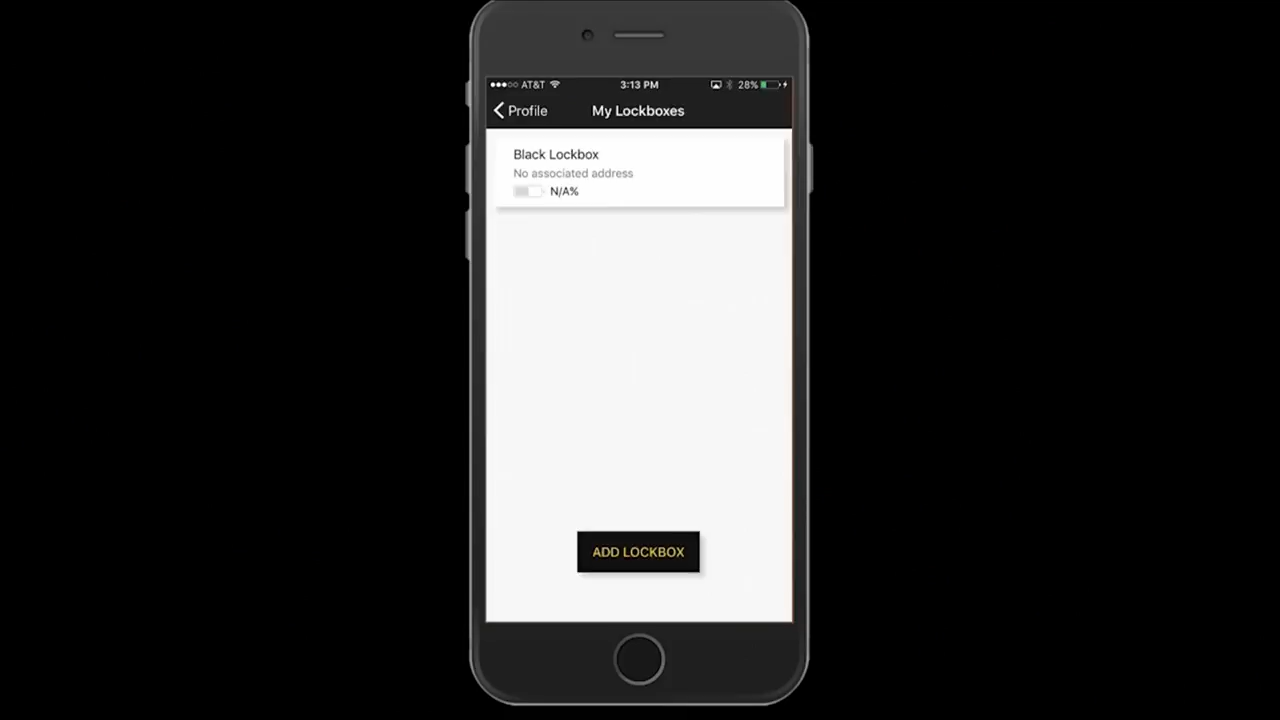 AT&T 3:13 PM 28%
Profile My Lockboxes
Black Lockbox
No associated address
N/A%
ADD LOCKBOX